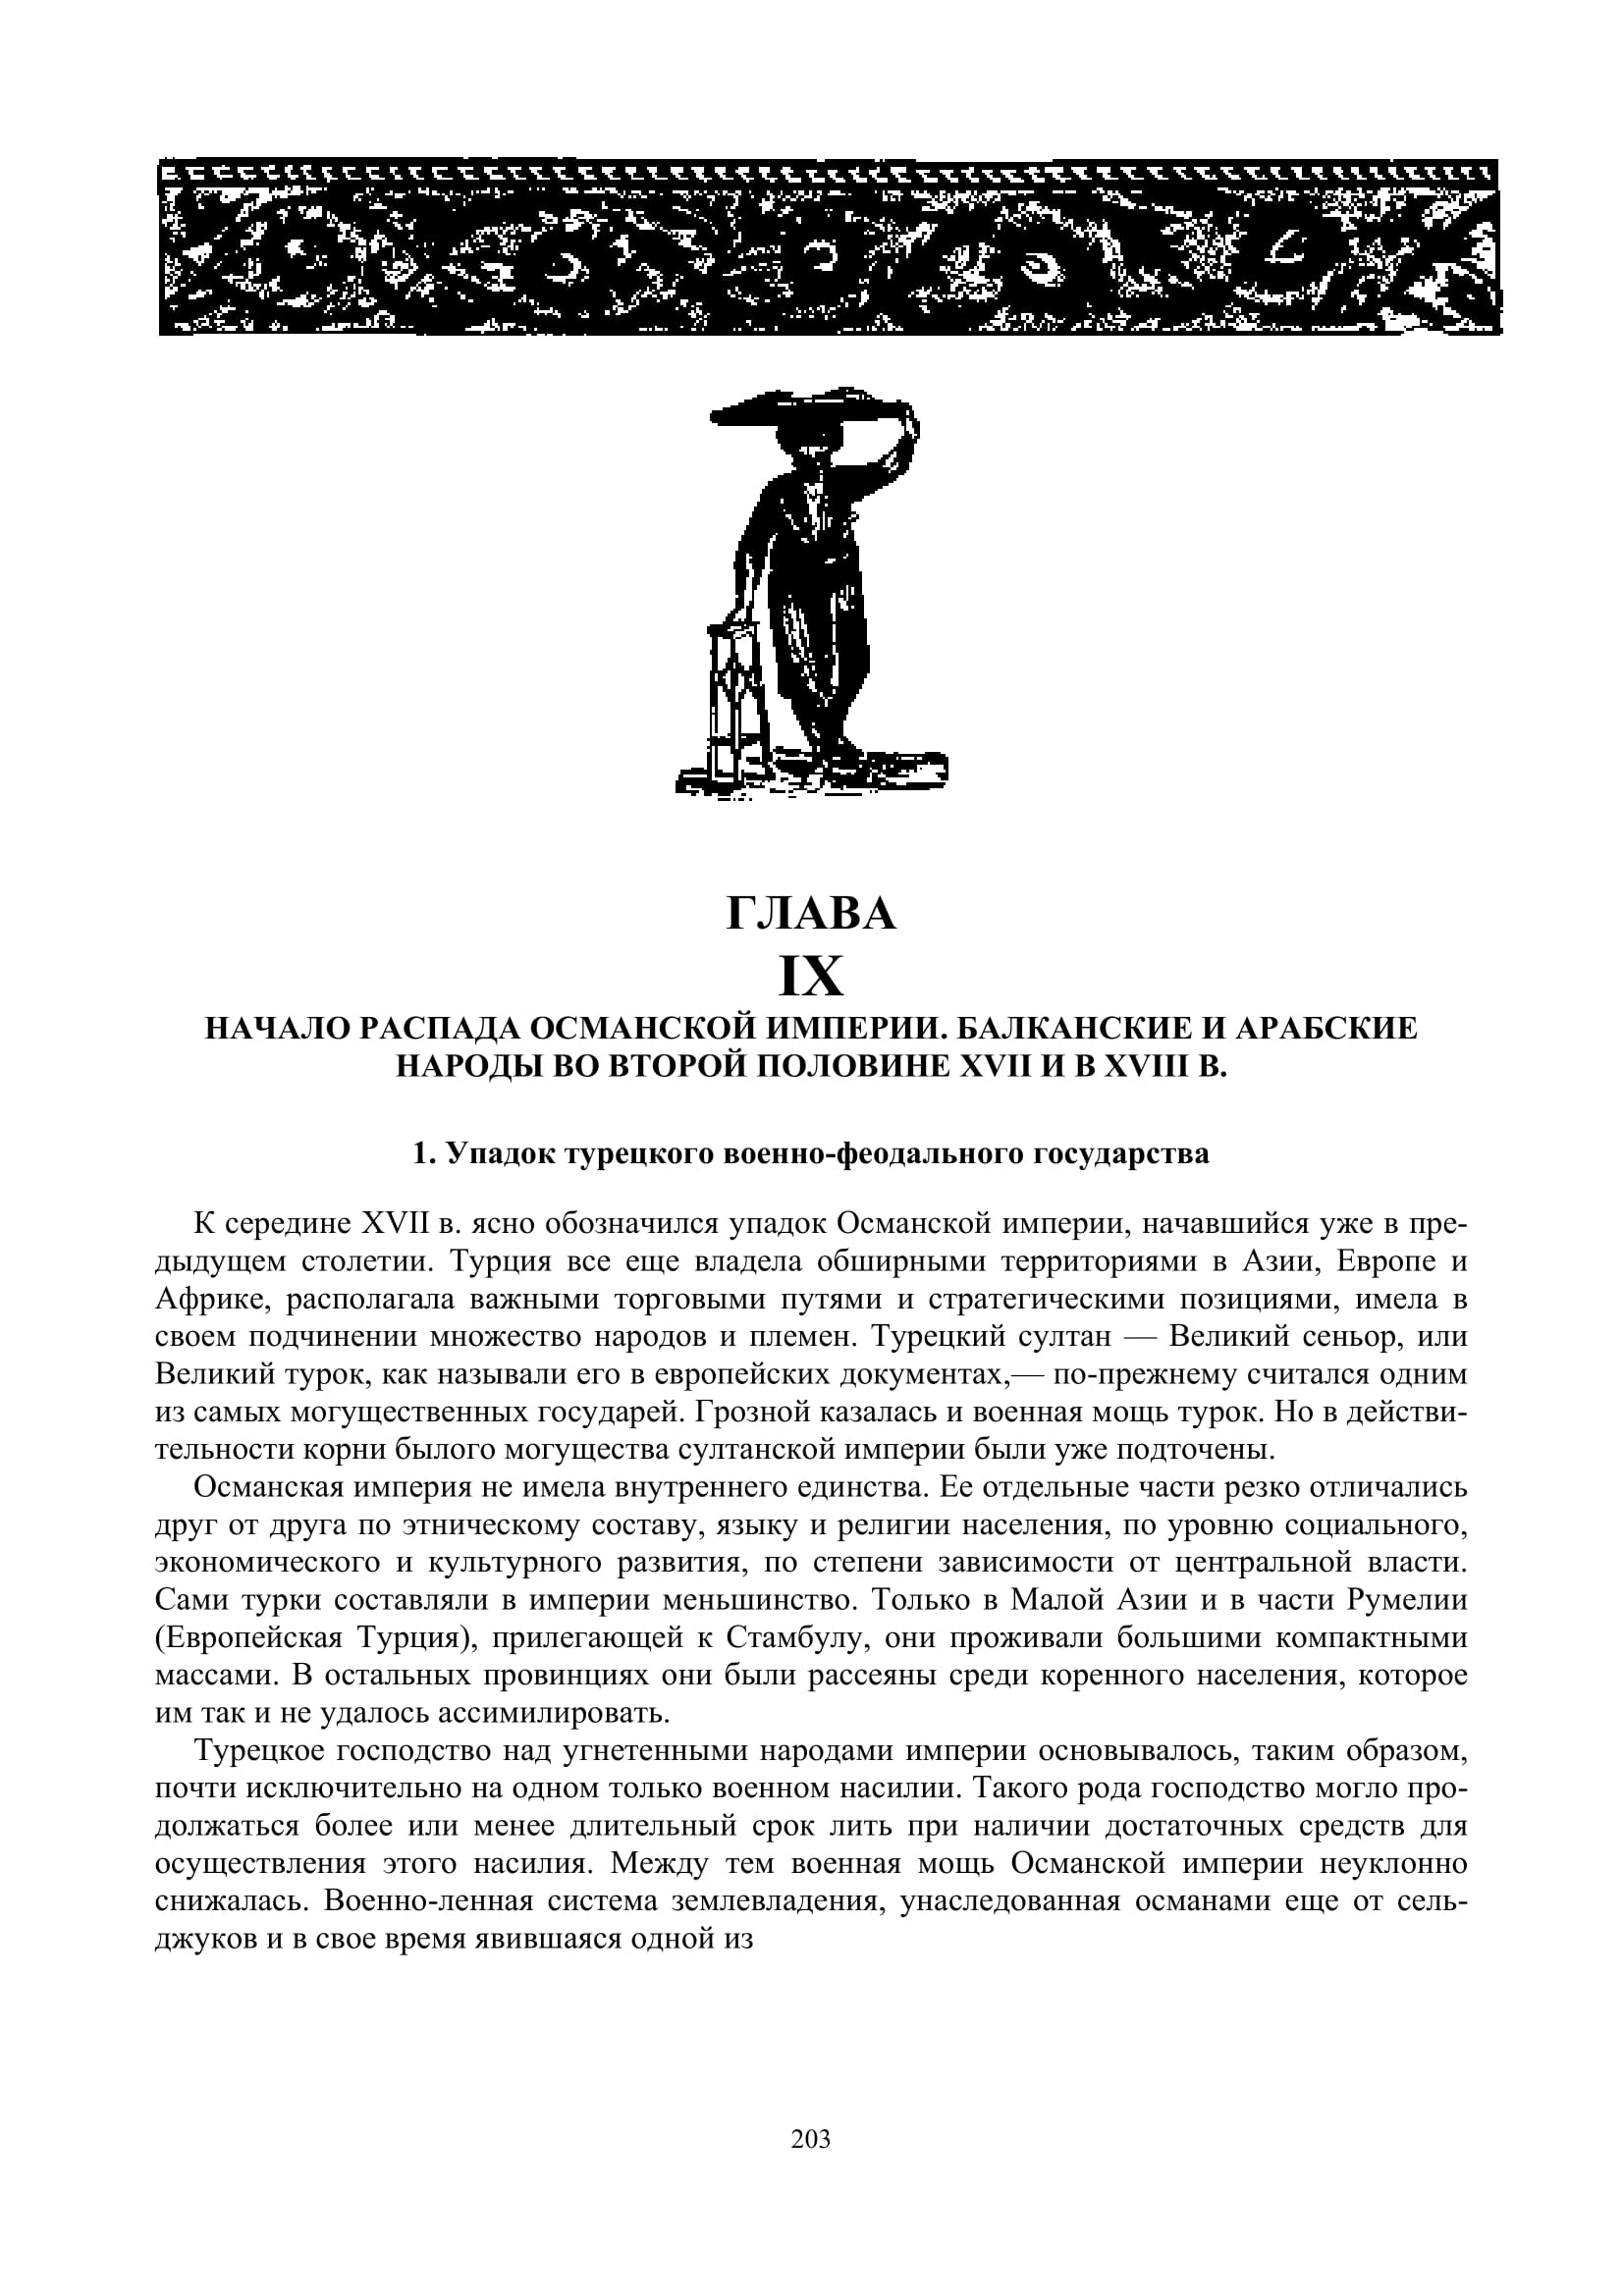 ГЛАВА
IX
НАЧАЛО РАСПАДА ОСМАНСКОЙ ИМПЕРИИ. БАЛКАНСКИЕ И АРАБСКИЕ
НАРОДЫ ВО ВТОРОЙ ПОЛОВИНЕ XVII И В XVIII В.
1. Упадок турецкого военно-феодального государства
К середине XVII в. ясно обозначился упадок Османской империи, начавшийся уже в пре-
дыдущем столетии. Турция все еще владела обширными территориями в Азии, Европе и
Африке, располагала важными торговыми путями и стратегическими позициями, имела в
своем подчинении множество народов и племен. Турецкий султан — Великий сеньор, или
Великий турок, как называли его в европейских документах,— по-прежнему считался одним
из самых могущественных государей. Грозной казалась и военная мощь турок. Но в действи-
тельности корни былого могущества султанской империи были уже подточены.
Османская империя не имела внутреннего единства. Ее отдельные части резко отличались
друг от друга по этническому составу, языку и религии населения, по уровню социального,
экономического и культурного развития, по степени зависимости от центральной власти.
Сами турки составляли в империи меньшинство. Только в Малой Азии и в части Румелии
(Европейская Турция), прилегающей к Стамбулу, они проживали большими компактными
массами. В остальных провинциях они были рассеяны среди коренного населения, которое
им так и не удалось ассимилировать.
Турецкое господство над угнетенными народами империи основывалось, таким образом,
почти исключительно на одном только военном насилии. Такого рода господство могло про-
должаться более или менее длительный срок лить при наличии достаточных средств для
осуществления этого насилия. Между тем военная мощь Османской империи неуклонно
снижалась. Военно-ленная система землевладения, унаследованная османами еще от сель-
джуков и в свое время явившаяся одной из
203